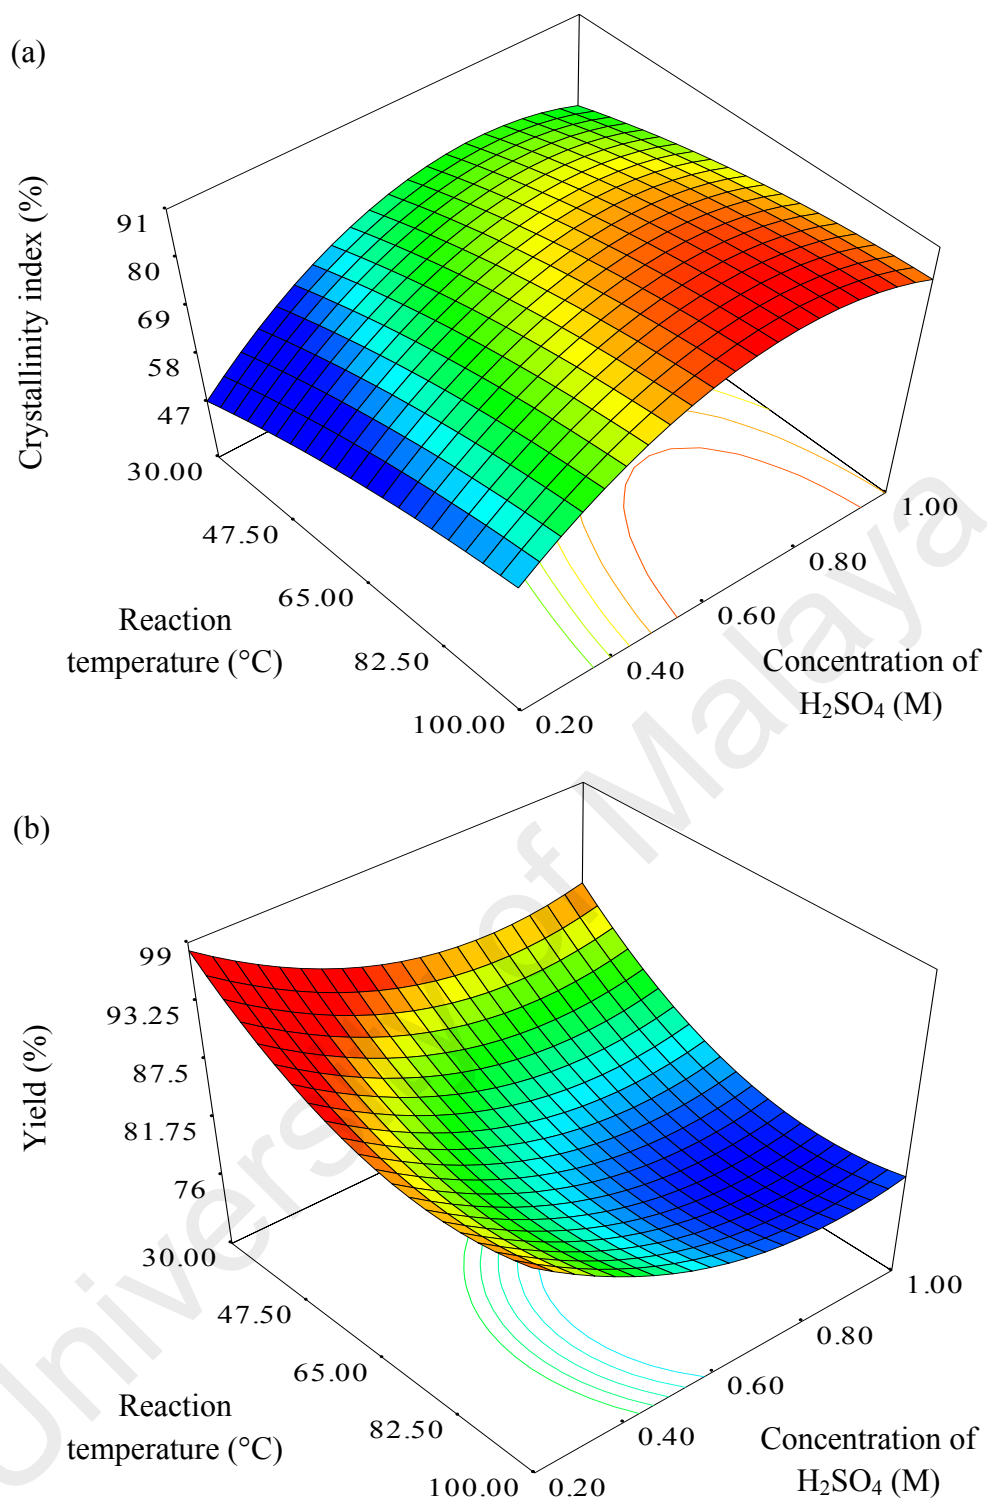 (a)
Crystallinity index (%)
91
80
69
58
47
30.00
47.50
65.00
82.50
100.00
Reaction
temperature (°C)
0.20
0.40
0.60
0.80
1.00
Concentration of
H₂SO₄ (M)
(b)
Yield (%)
99
93.25
87.5
81.75
76
30.00
47.50
65.00
82.50
100.00
Reaction
temperature (°C)
0.20
0.40
0.60
0.80
1.00
Concentration of
H₂SO₄ (M)
University of Malaya